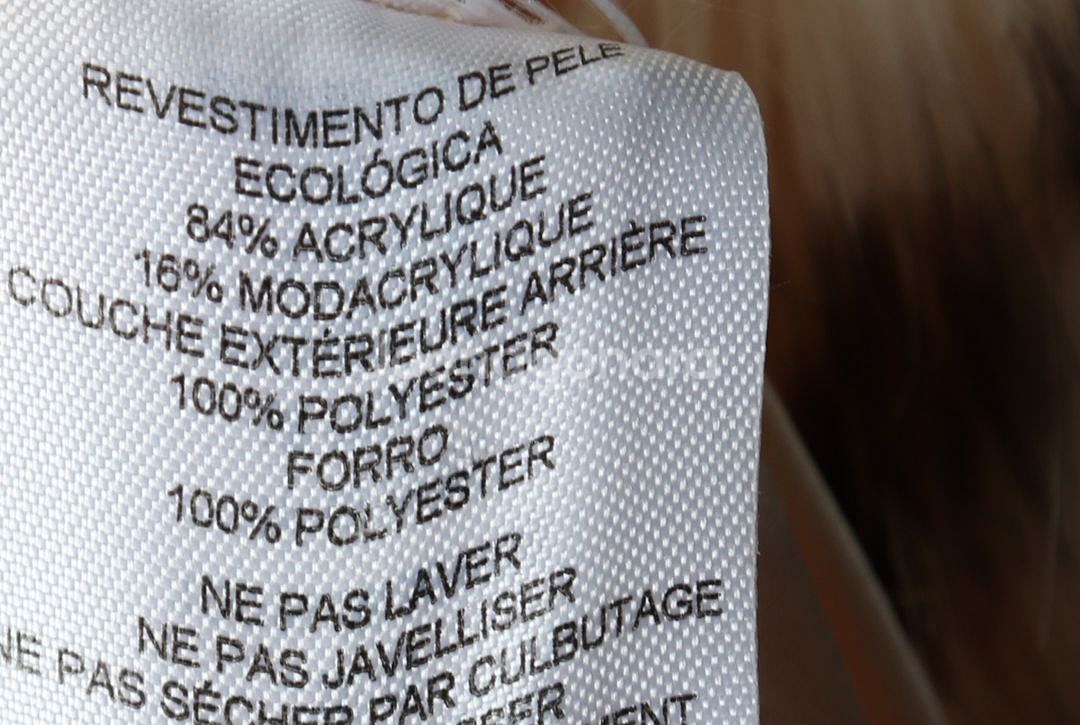 REVESTIMENTO DE PELE
ECOLÓGICA
84% ACRYLIQUE
16% MODACRYLIQUE
COUCHE EXTÉRIEURE ARRIÈRE
100% POLYESTER
FORRO
100% POLYESTER
NE PAS LAVER
NE PAS JAVELLISER
NE PAS SÉCHER PAR CULBUTAGE